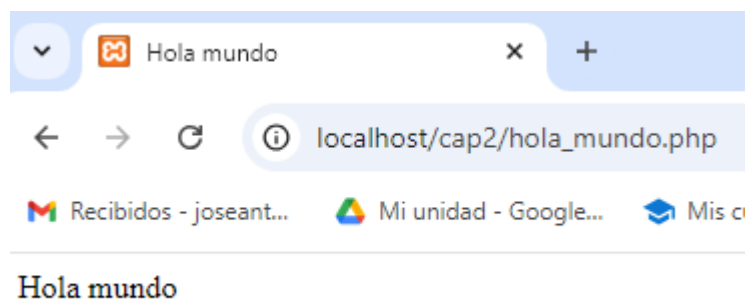 Hola mundo
localhost/cap2/hola_mundo.php
Recibidos - joseant... Mi unidad - Google... Mis
Hola mundo